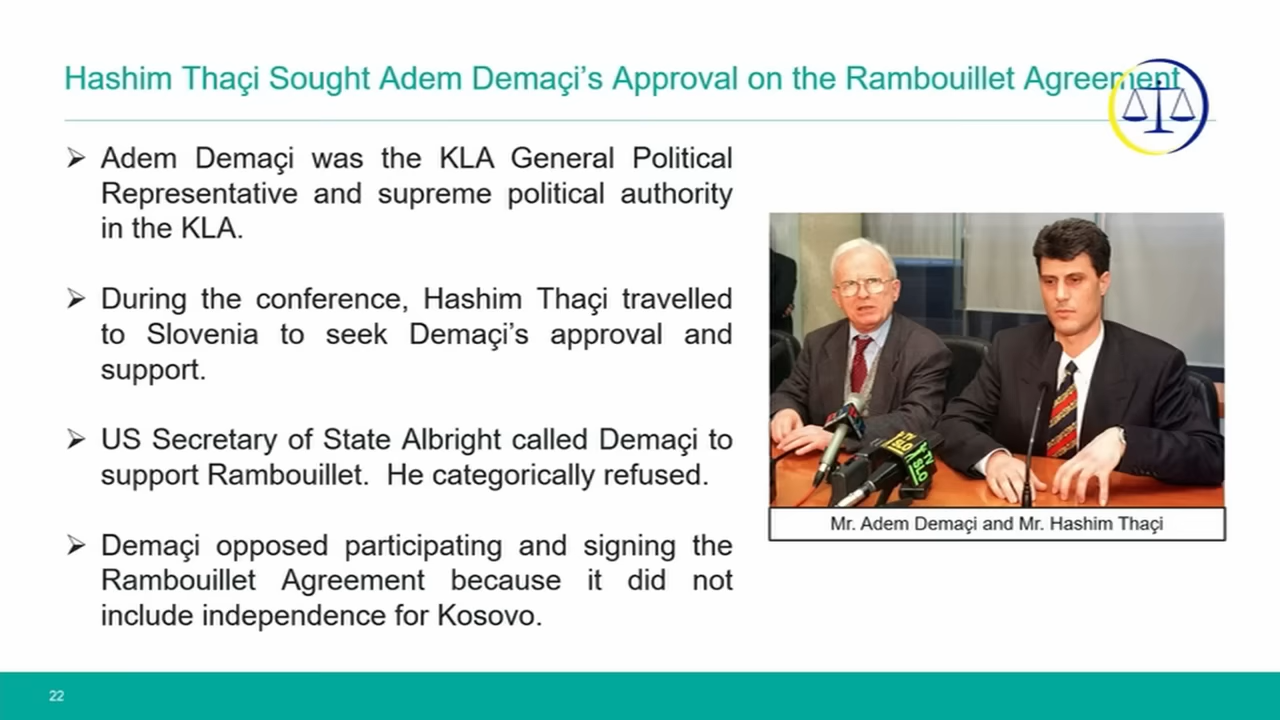 Hashim Thaçi Sought Adem Demaçi’s Approval on the Rambouillet Agreement
➢ Adem Demaçi was the KLA General Political
Representative and supreme political authority
in the KLA.
➢ During the conference, Hashim Thaçi travelled
to Slovenia to seek Demaçi’s approval and
support.
➢ US Secretary of State Albright called Demaçi to
support Rambouillet.  He categorically refused.
➢ Demaçi opposed participating and signing the
Rambouillet Agreement because it did not
include independence for Kosovo.
TV
SLO
TV
SLO
Mr. Adem Demaçi and Mr. Hashim Thaçi
22